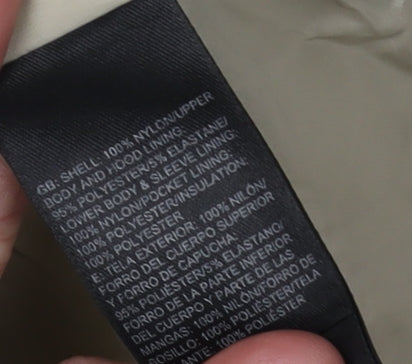 GB: SHELL: 100% NYLON/UPPER
BODY AND HOOD LINING:
95% POLYESTER/5% ELASTANE/
LOWER BODY & SLEEVE LINING:
100% NYLON/POCKET LINING:
100% POLYESTER/INSULATION:
100% POLYESTER
E: TELA EXTERIOR: 100% NILÓN/
FORRO DEL CUERPO SUPERIOR
Y FORRO DE CAPUCHA:
95% POLIÉSTER/5% ELASTANO/
FORRO DE LA PARTE INFERIOR
DEL CUERPO Y PARTE DE LAS
MANGAS: 100% NILÓN/FORRO DE
BOLSILLO: 100% POLIÉSTER/TELA
ANTE: 100% POLIÉSTER